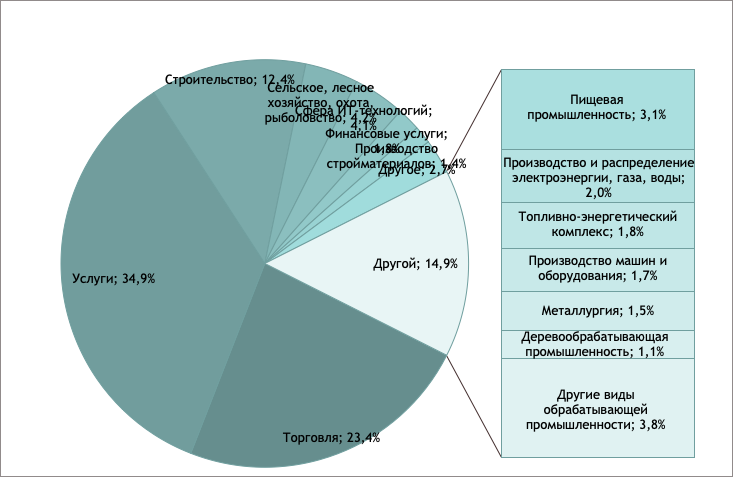 Строительство; 12,4%
Сельское, лесное
хозяйство, охота,
рыболовство; 4,2%
Сфера ИТ-технологий;
4,1%
Финансовые услуги;
1,8%
Производство
стройматериалов; 1,4%
Другое; 2,7%
Другой; 14,9%
Услуги; 34,9%
Торговля; 23,4%
Пищевая
промышленность; 3,1%
Производство и распределение
электроэнергии, газа, воды;
2,0%
Топливно-энергетический
комплекс; 1,8%
Производство машин и
оборудования; 1,7%
Металлургия; 1,5%
Деревообрабатывающая
промышленность; 1,1%
Другие виды
обрабатывающей
промышленности; 3,8%